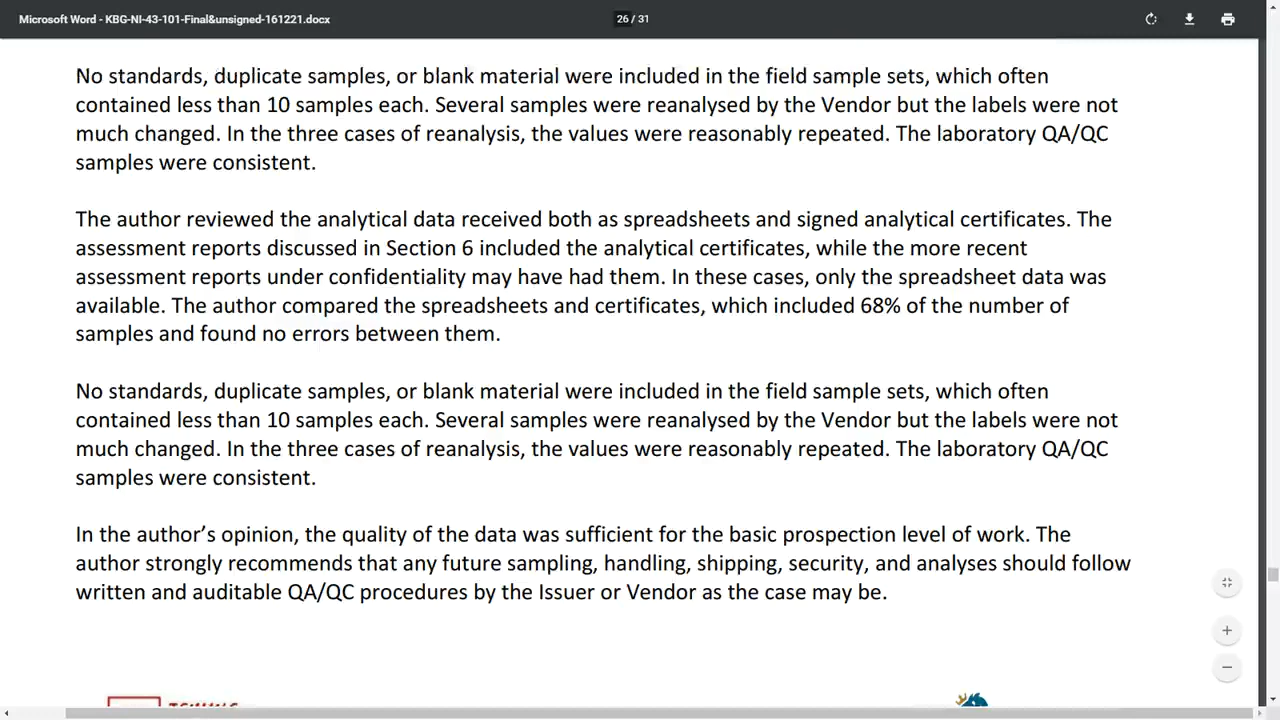 Microsoft Word - KBG-NI-43-101-Final&unsigned-161221.docx
26 / 31
No standards, duplicate samples, or blank material were included in the field sample sets, which often
contained less than 10 samples each. Several samples were reanalysed by the Vendor but the labels were not
much changed. In the three cases of reanalysis, the values were reasonably repeated. The laboratory QA/QC
samples were consistent.
The author reviewed the analytical data received both as spreadsheets and signed analytical certificates. The
assessment reports discussed in Section 6 included the analytical certificates, while the more recent
assessment reports under confidentiality may have had them. In these cases, only the spreadsheet data was
available. The author compared the spreadsheets and certificates, which included 68% of the number of
samples and found no errors between them.
No standards, duplicate samples, or blank material were included in the field sample sets, which often
contained less than 10 samples each. Several samples were reanalysed by the Vendor but the labels were not
much changed. In the three cases of reanalysis, the values were reasonably repeated. The laboratory QA/QC
samples were consistent.
In the author’s opinion, the quality of the data was sufficient for the basic prospection level of work. The
author strongly recommends that any future sampling, handling, shipping, security, and analyses should follow
written and auditable QA/QC procedures by the Issuer or Vendor as the case may be.